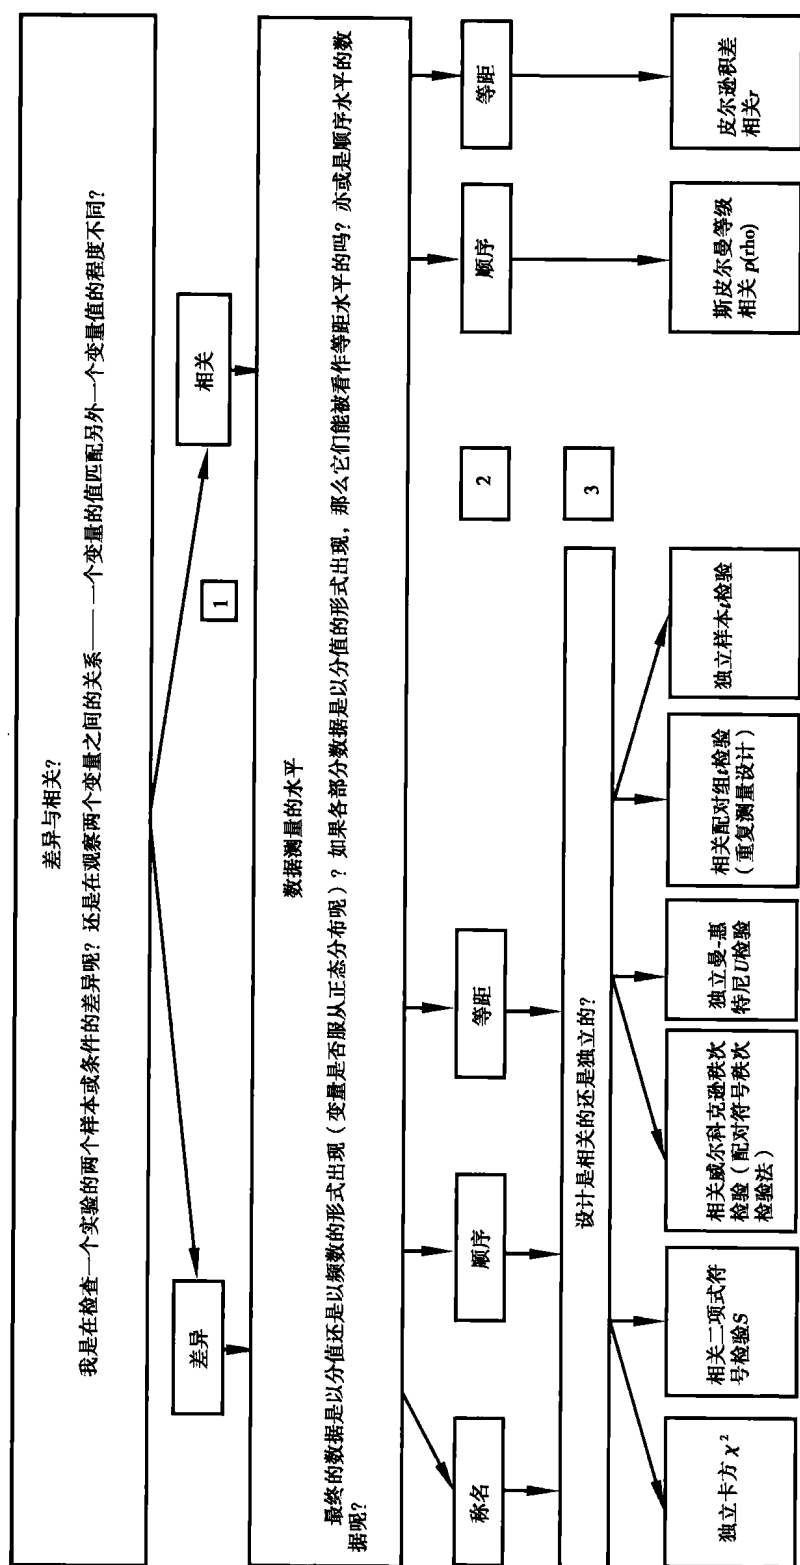 差异与相关?
我是在检查一个实验的两个样本或条件的差异呢? 还是在观察两个变量之间的关系——一个变量的值匹配另外一个变量值的程度不同?
差异
1
相关
数据测量的水平
最终的数据是以分值还是以频数的形式出现(变量是否服从正态分布呢)? 如果各部分数据是以分值的形式出现, 那么它们能被看作等距水平的吗? 亦或是顺序水平的数
据呢?
称名
顺序
等距
2
顺序
等距
设计是相关的还是独立的?
3
独立卡方 χ²
相关二项式符
号检验S
相关威尔科克逊秩次
检验(配对符号秩次
检验法)
独立曼-惠
特尼U检验
相关配对组t检验
(重复测量设计)
独立样本t检验
斯皮尔曼等级
相关 p(rho)
皮尔逊积差
相关r